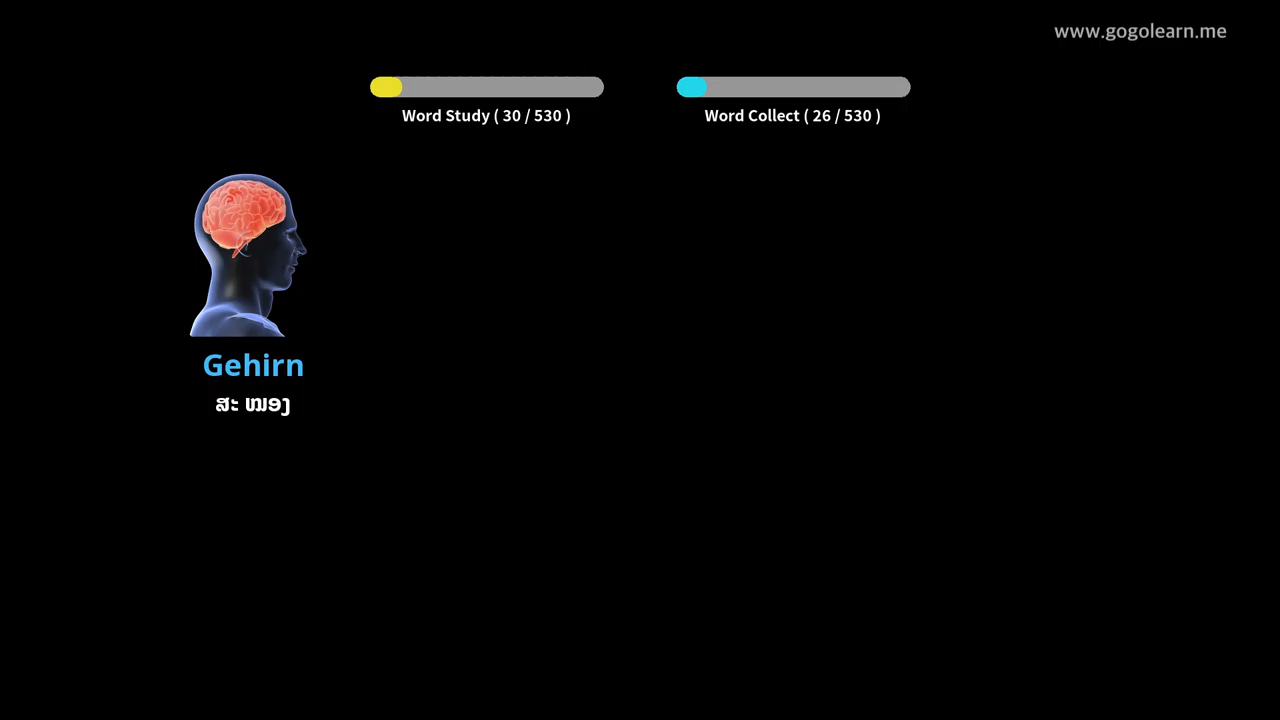 www.gogolearn.me
Word Study ( 30 / 530 )
Word Collect ( 26 / 530 )
Gehirn
ສະ ໝອງ